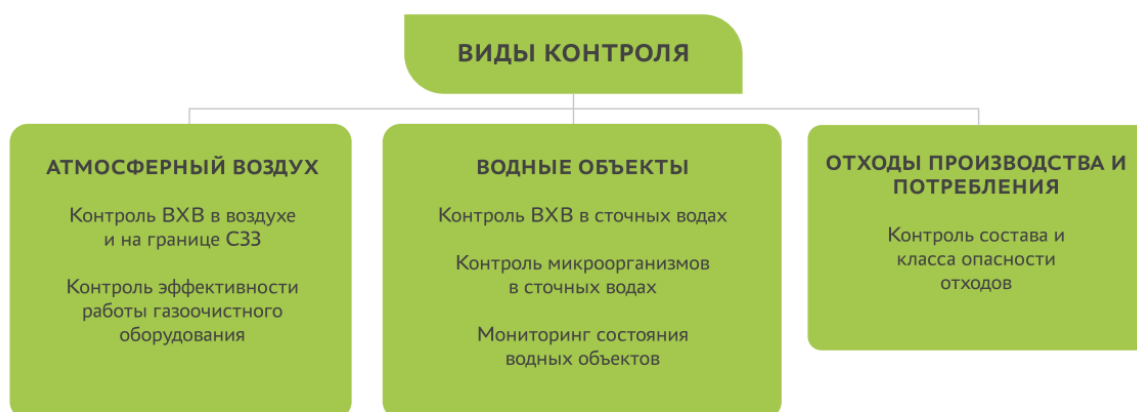 ВИДЫ КОНТРОЛЯ
АТМОСФЕРНЫЙ ВОЗДУХ
Контроль ВХВ в воздухе
и на границе СЗЗ
Контроль эффективности
работы газоочистного
оборудования
ВОДНЫЕ ОБЪЕКТЫ
Контроль ВХВ в сточных водах
Контроль микроорганизмов
в сточных водах
Мониторинг состояния
водных объектов
ОТХОДЫ ПРОИЗВОДСТВА И
ПОТРЕБЛЕНИЯ
Контроль состава и
класса опасности
отходов